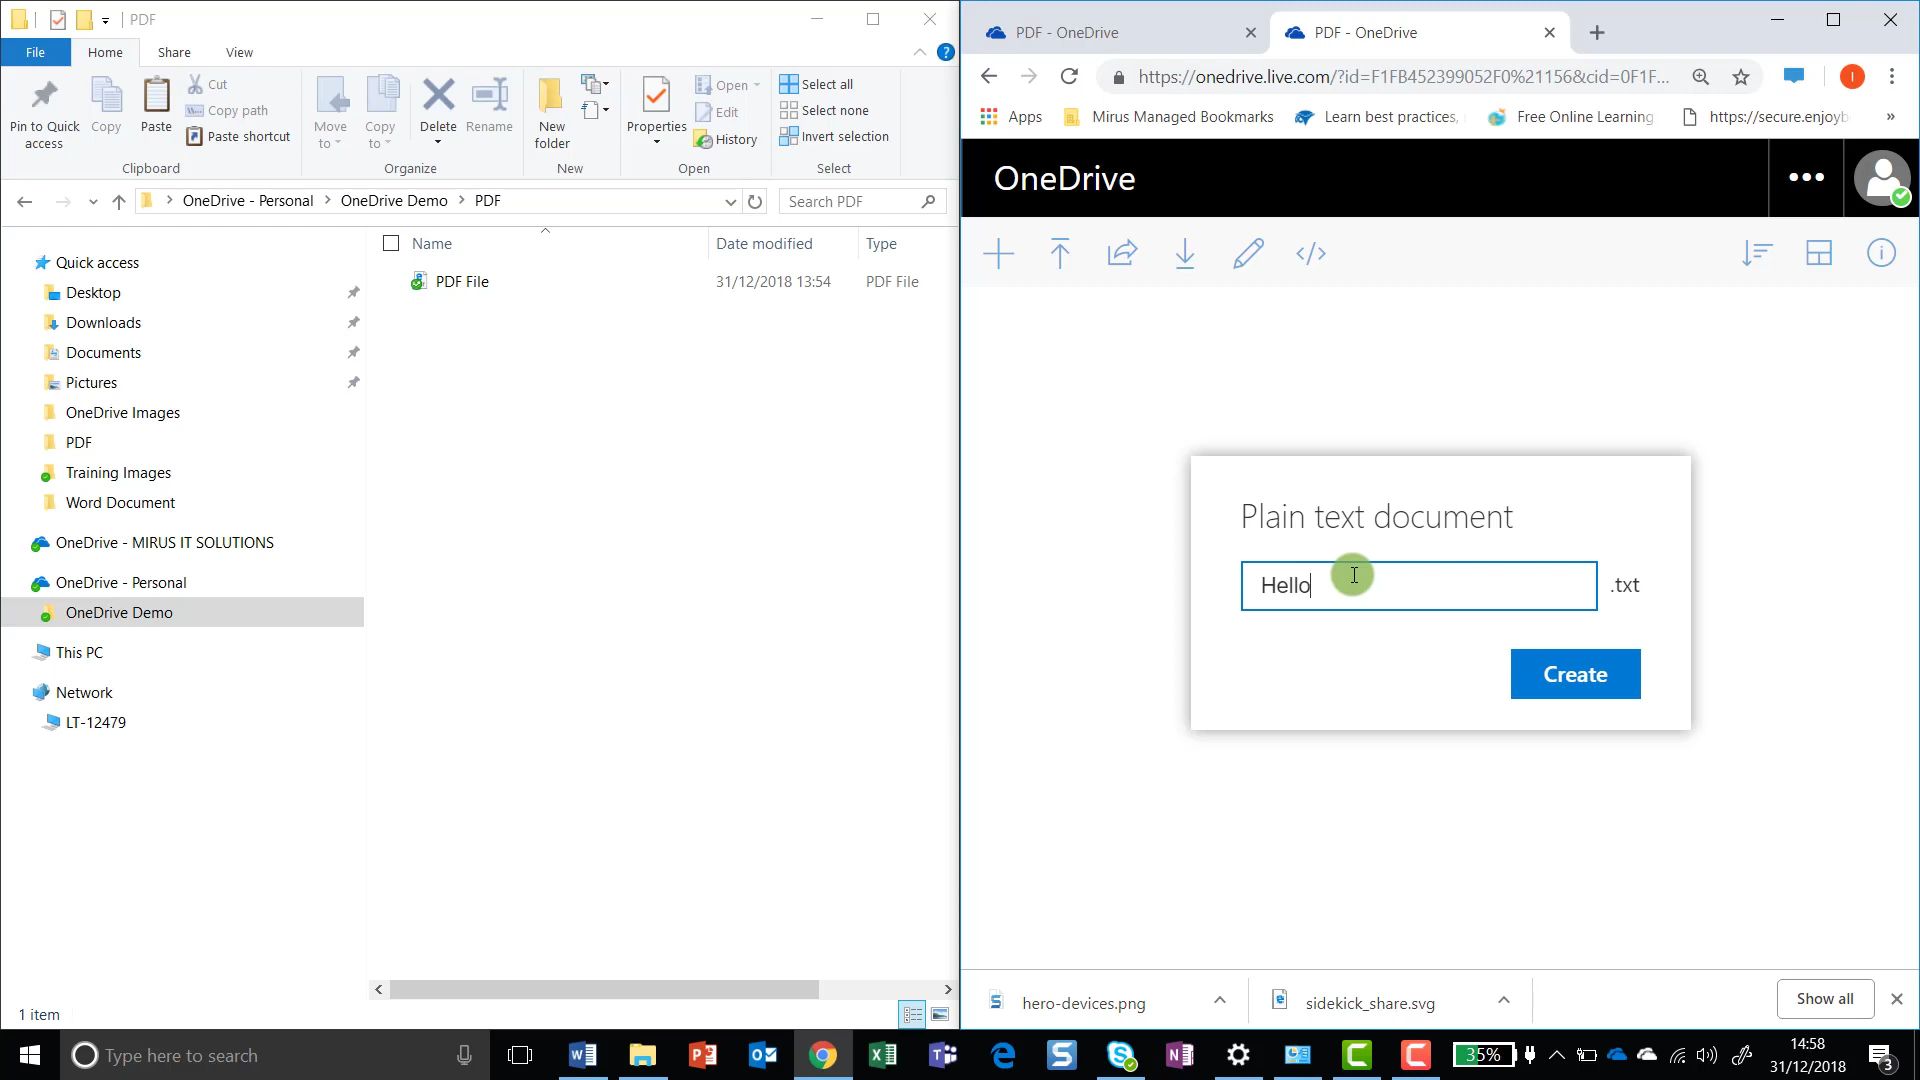 PDF
File Home Share View
Pin to Quick access
Copy
Paste
Cut
Copy path
Paste shortcut
Clipboard
Move to
Copy to
Delete
Rename
Organize
New folder
New
Properties
Open
Edit
History
Open
Select all
Select none
Invert selection
Select
OneDrive - Personal OneDrive Demo PDF
Search PDF
Name Date modified Type
PDF File 31/12/2018 13:54 PDF File
Quick access
Desktop
Downloads
Documents
Pictures
OneDrive Images
PDF
Training Images
Word Document
OneDrive - MIRUS IT SOLUTIONS
OneDrive - Personal
OneDrive Demo
This PC
Network
LT-12479
1 item
PDF - OneDrive
PDF - OneDrive
https://onedrive.live.com/?id=F1FB452399052F0%21156&cid=0F1F...
Apps Mirus Managed Bookmarks Learn best practices, Free Online Learning https://secure.enjoyb
OneDrive
Plain text document
Hello .txt
Create
hero-devices.png
sidekick_share.svg
Show all
Type here to search
35%
14:58
31/12/2018
3